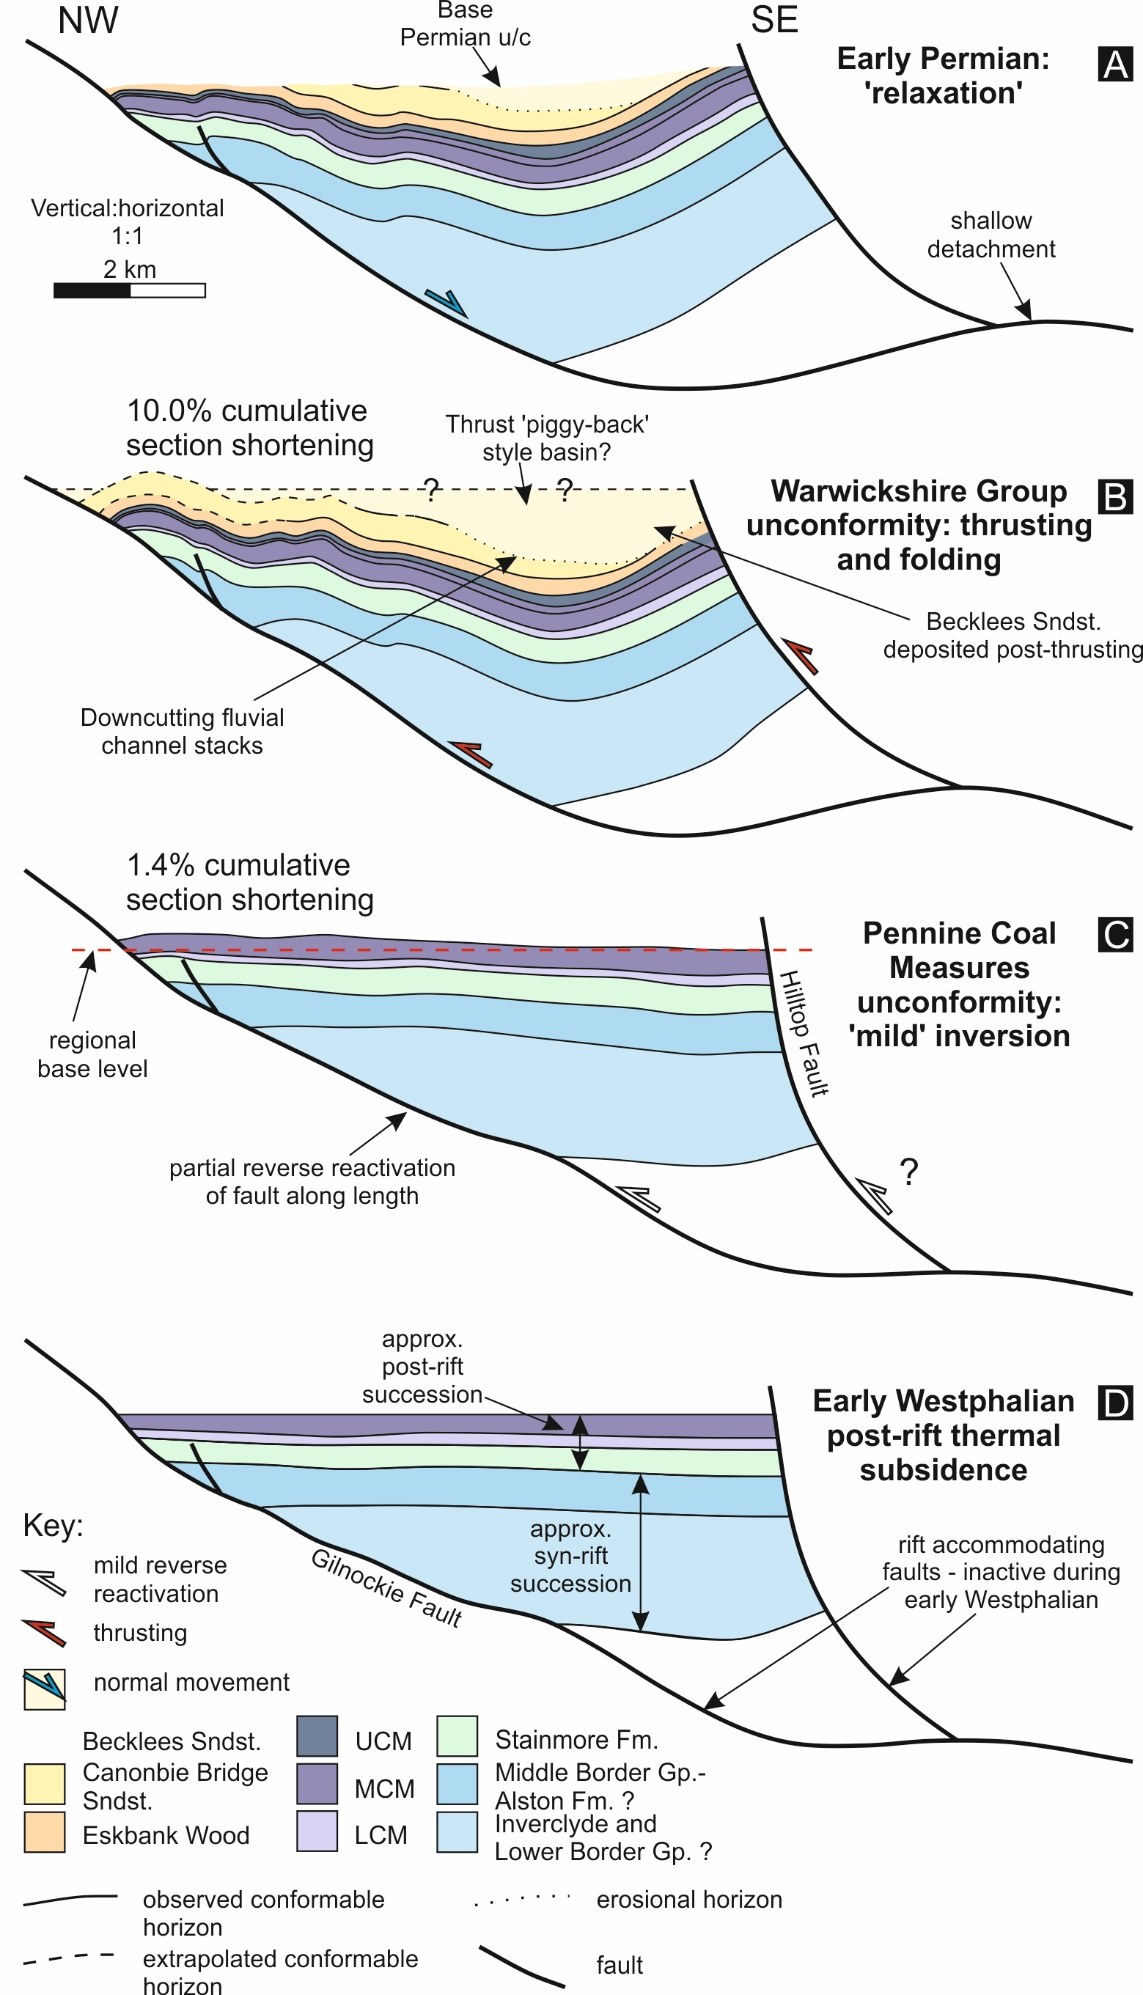 NW
Base
Permian u/c
SE
Early Permian:
'relaxation'
A
Vertical:horizontal
1:1
2 km
shallow
detachment
10.0% cumulative
section shortening
Thrust 'piggy-back'
style basin?
?
?
Warwickshire Group
unconformity: thrusting
and folding
B
Becklees Sndst.
deposited post-thrusting
Downcutting fluvial
channel stacks
1.4% cumulative
section shortening
Pennine Coal
Measures
unconformity:
'mild' inversion
C
Hilltop Fault
regional
base level
partial reverse reactivation
of fault along length
?
approx.
post-rift
succession
Early Westphalian
post-rift thermal
subsidence
D
approx.
syn-rift
succession
Gilnockie Fault
rift accommodating
faults - inactive during
early Westphalian
Key:
mild reverse
reactivation
thrusting
normal movement
Becklees Sndst.
Canonbie Bridge
Sndst.
Eskbank Wood
UCM
MCM
LCM
Stainmore Fm.
Middle Border Gp.-
Alston Fm. ?
Inverclyde and
Lower Border Gp. ?
observed conformable
horizon
extrapolated conformable
horizon
erosional horizon
fault